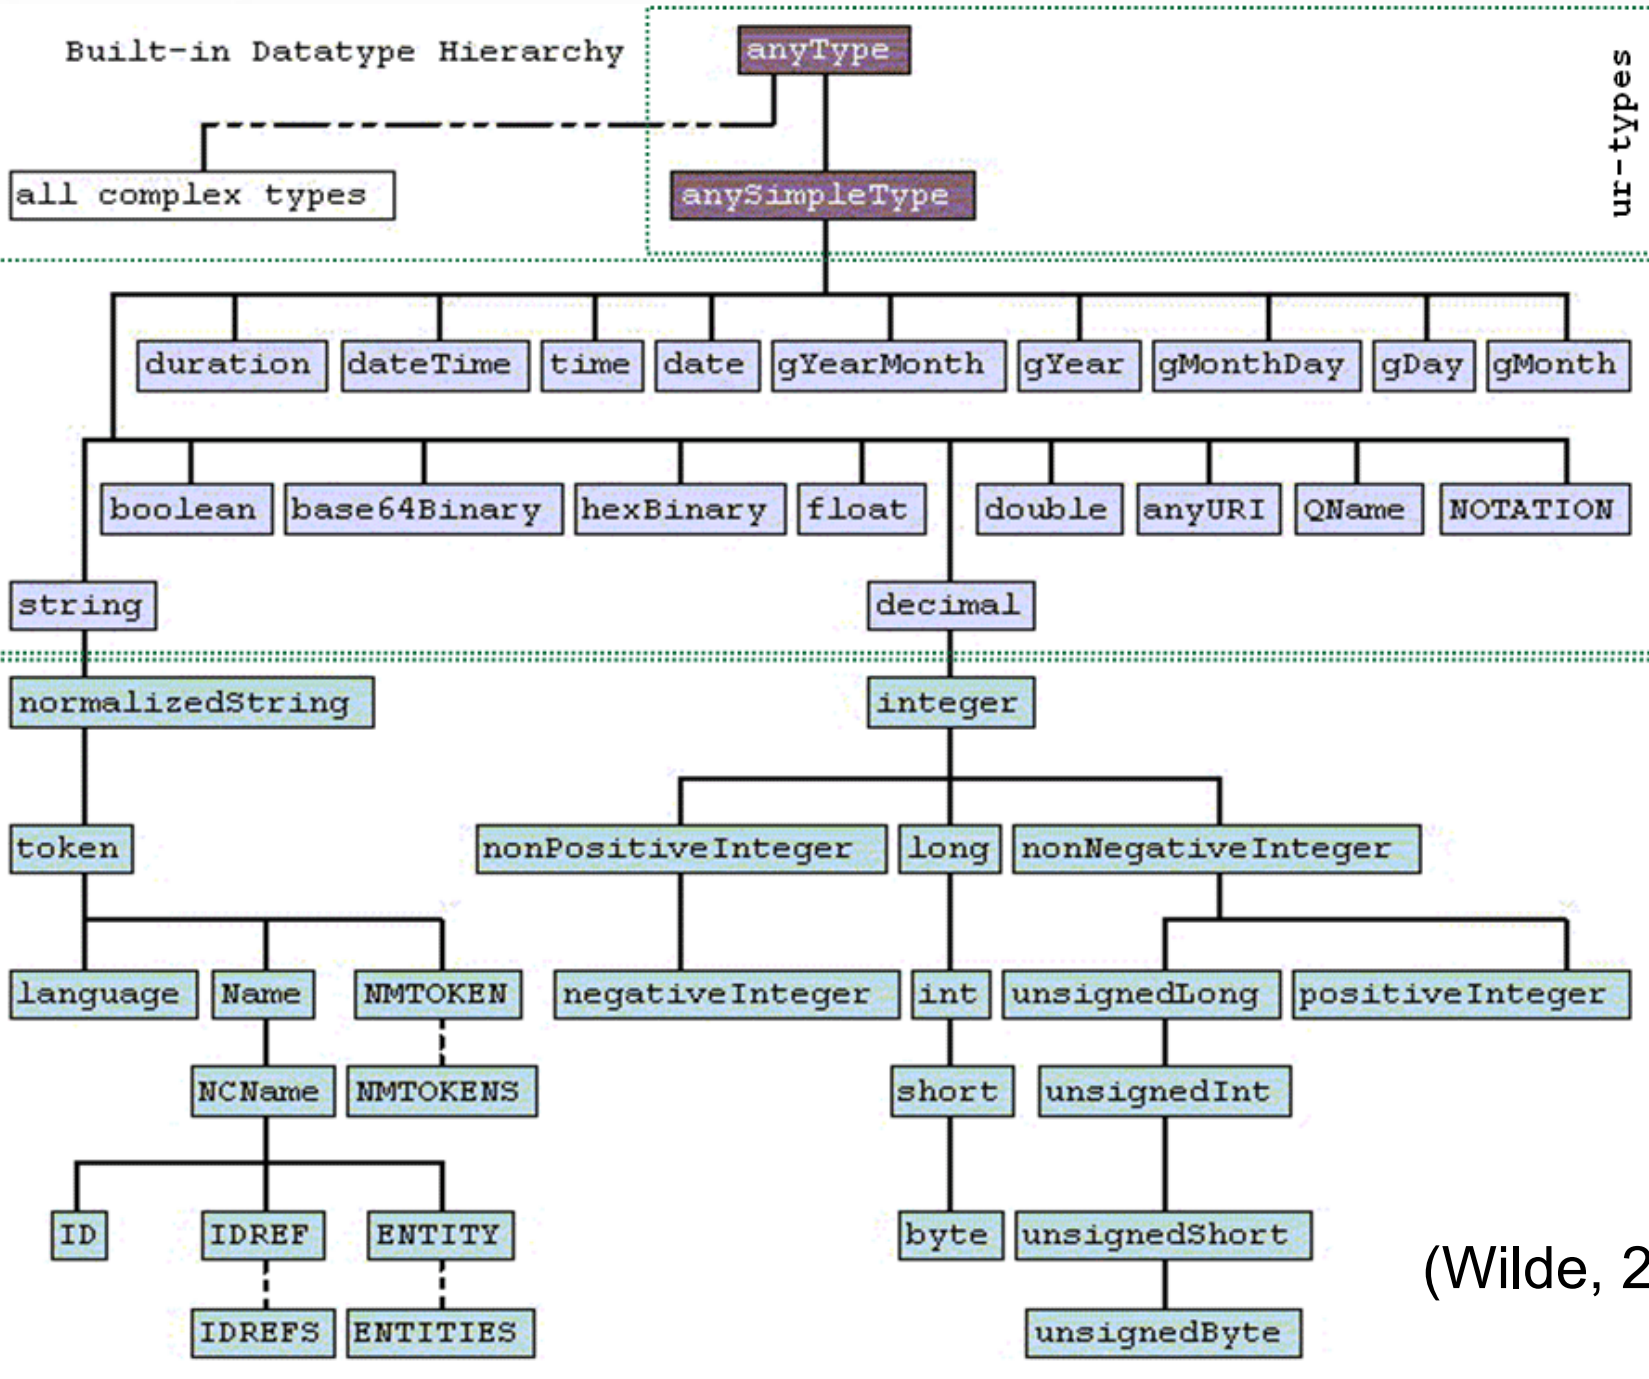 Built-in Datatype Hierarchy
anyType
ur-types
all complex types
anySimpleType
duration
dateTime
time
date
gYearMonth
gYear
gMonthDay
gDay
gMonth
boolean
base64Binary
hexBinary
float
double
anyURI
QName
NOTATION
string
decimal
normalizedString
integer
token
nonPositiveInteger
long
nonNegativeInteger
language
Name
NMTOKEN
negativeInteger
int
unsignedLong
positiveInteger
NCName
NMTOKENS
short
unsignedInt
ID
IDREF
ENTITY
byte
unsignedShort
(Wilde, 2
IDREFS
ENTITIES
unsignedByte